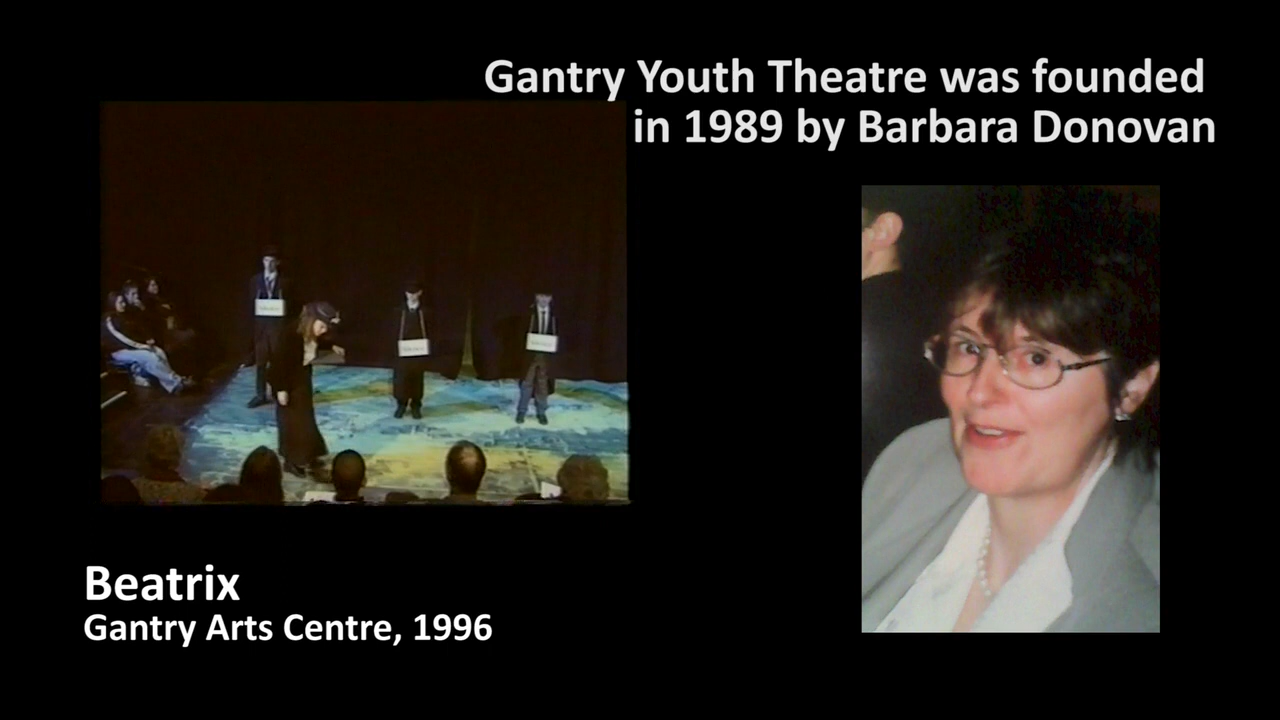 Gantry Youth Theatre was founded
in 1989 by Barbara Donovan
Beatrix
Gantry Arts Centre, 1996